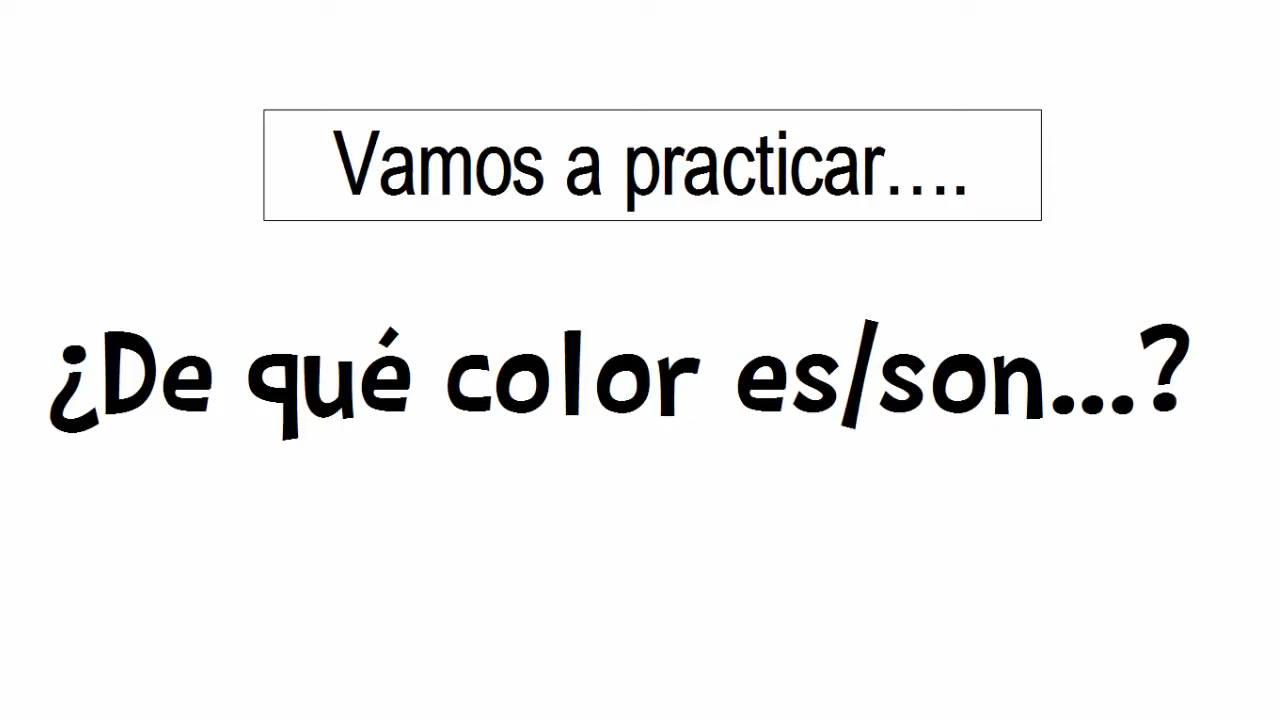 Vamos a practicar….
¿De qué color es/son...?